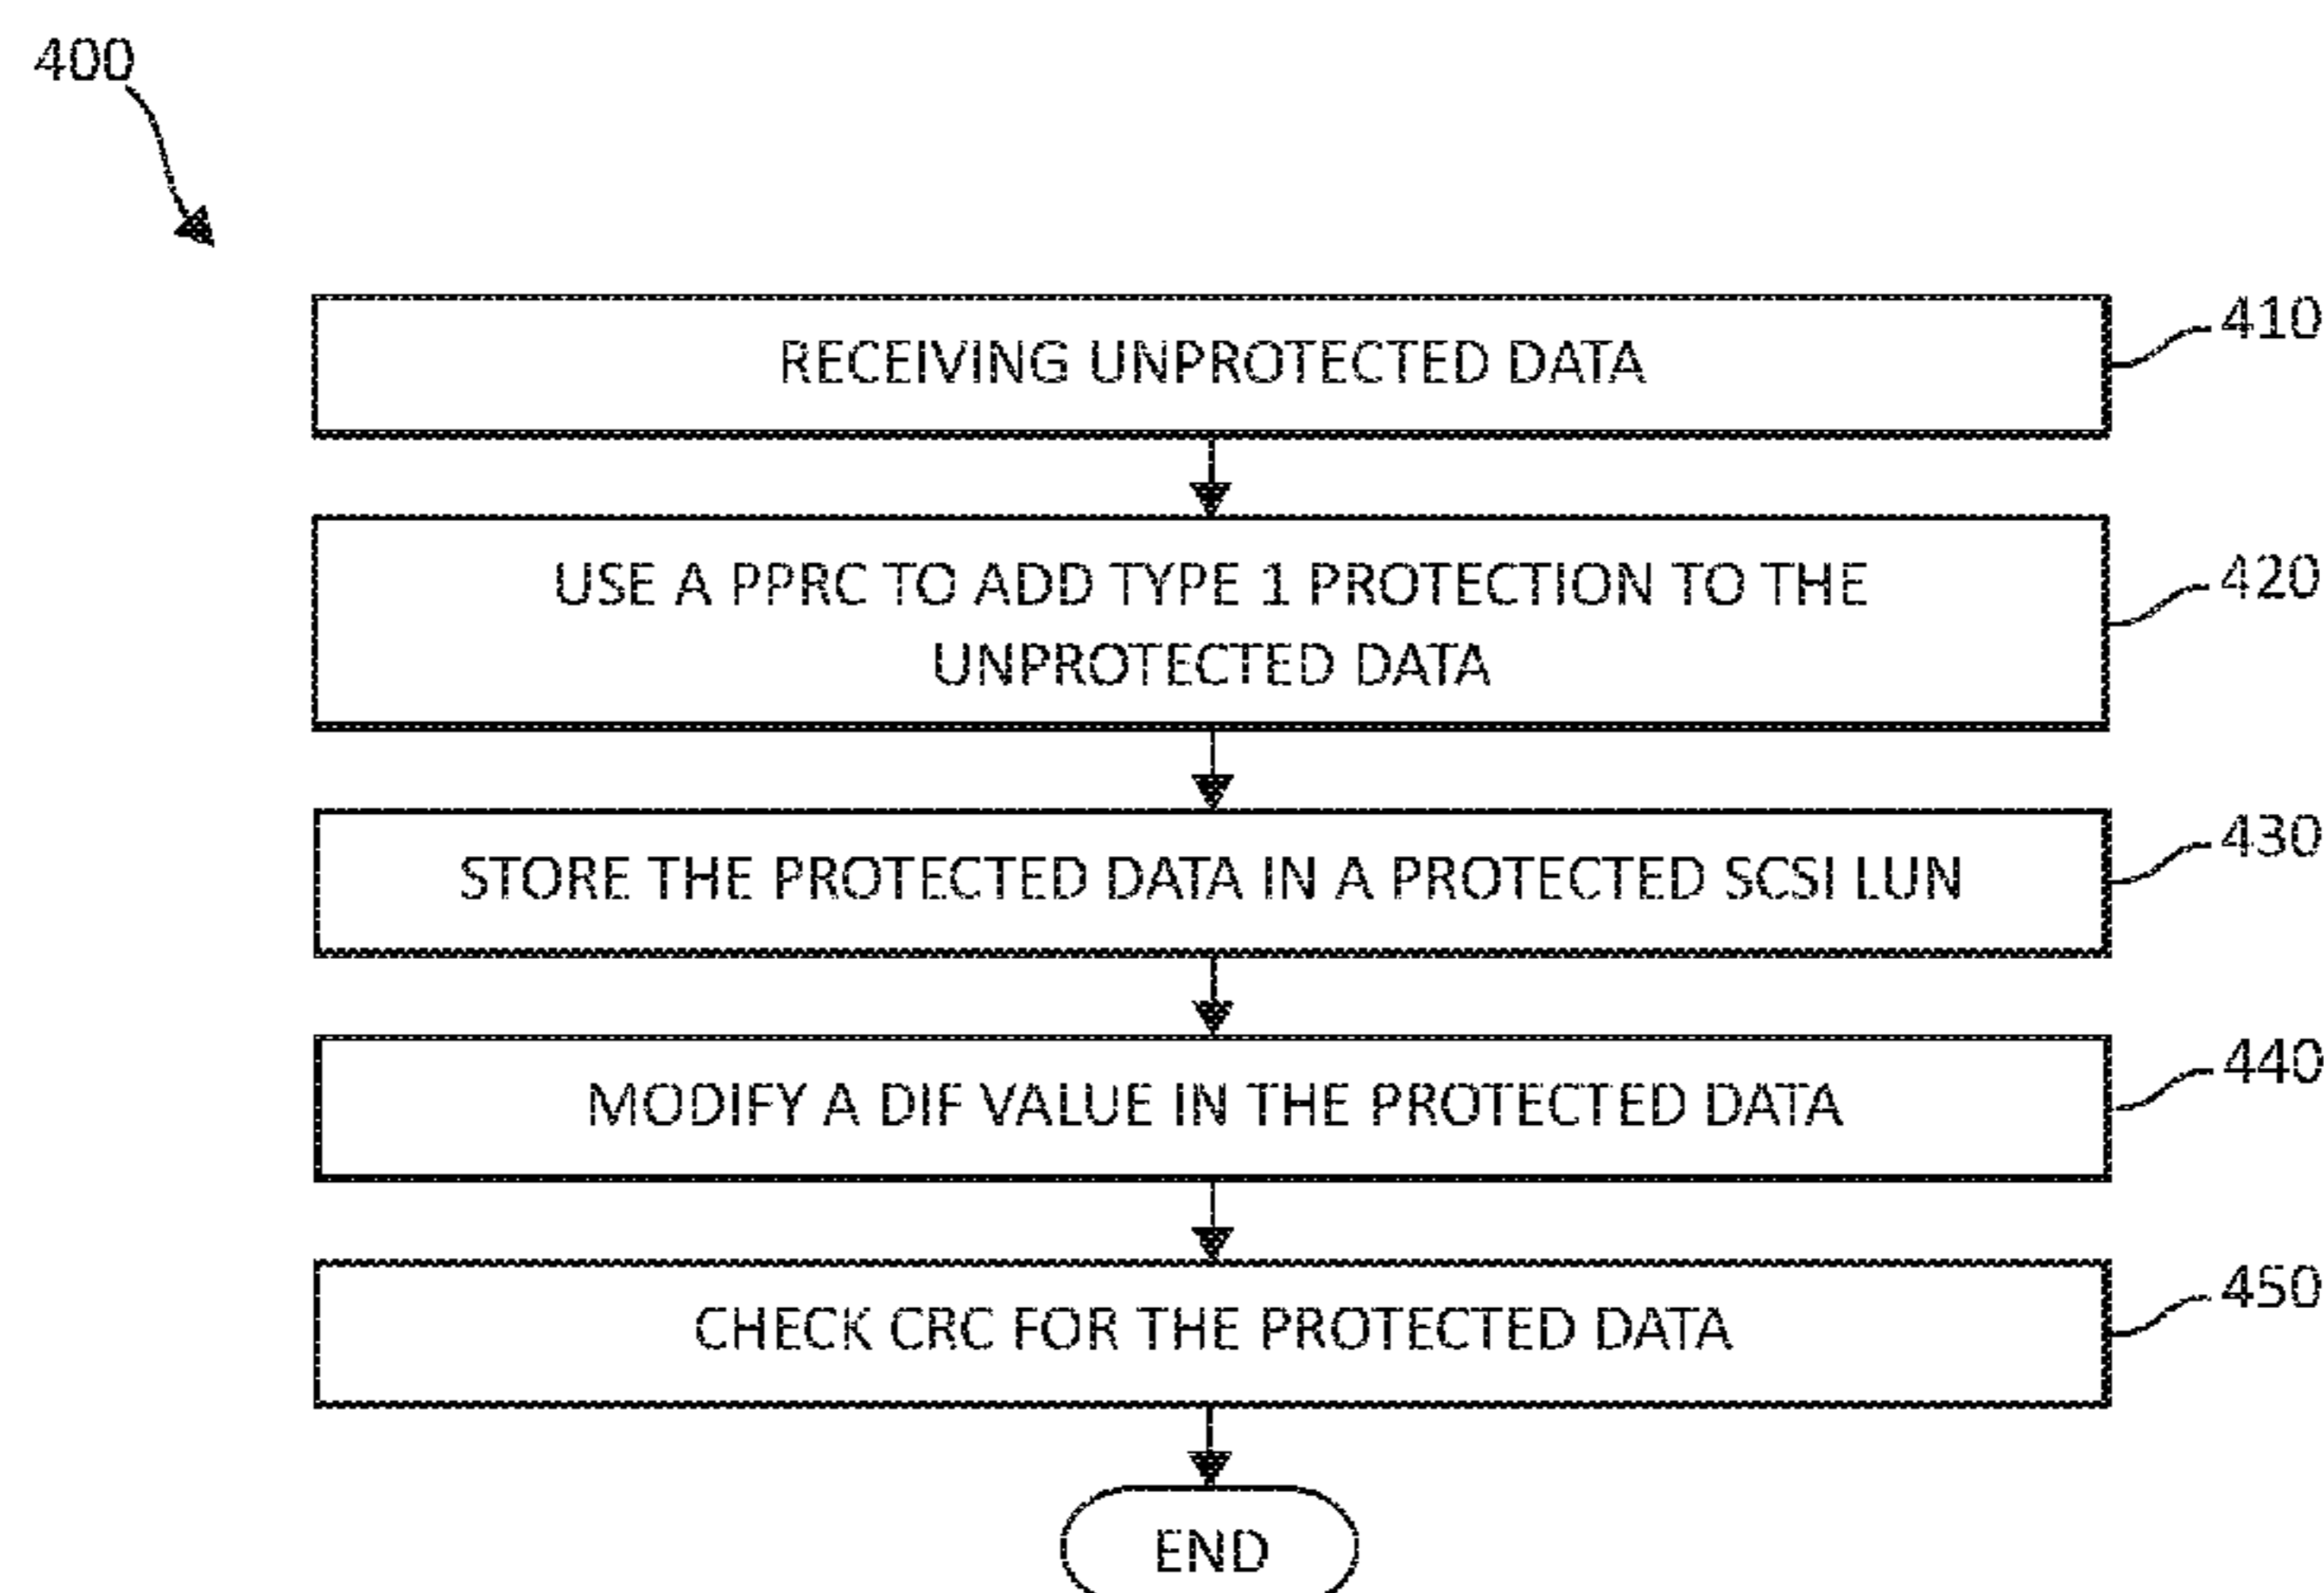 400
RECEIVING UNPROTECTED DATA
410
USE A PPRC TO ADD TYPE 1 PROTECTION TO THE
UNPROTECTED DATA
420
STORE THE PROTECTED DATA IN A PROTECTED SCSI LUN
430
MODIFY A DIF VALUE IN THE PROTECTED DATA
440
CHECK CRC FOR THE PROTECTED DATA
450
END